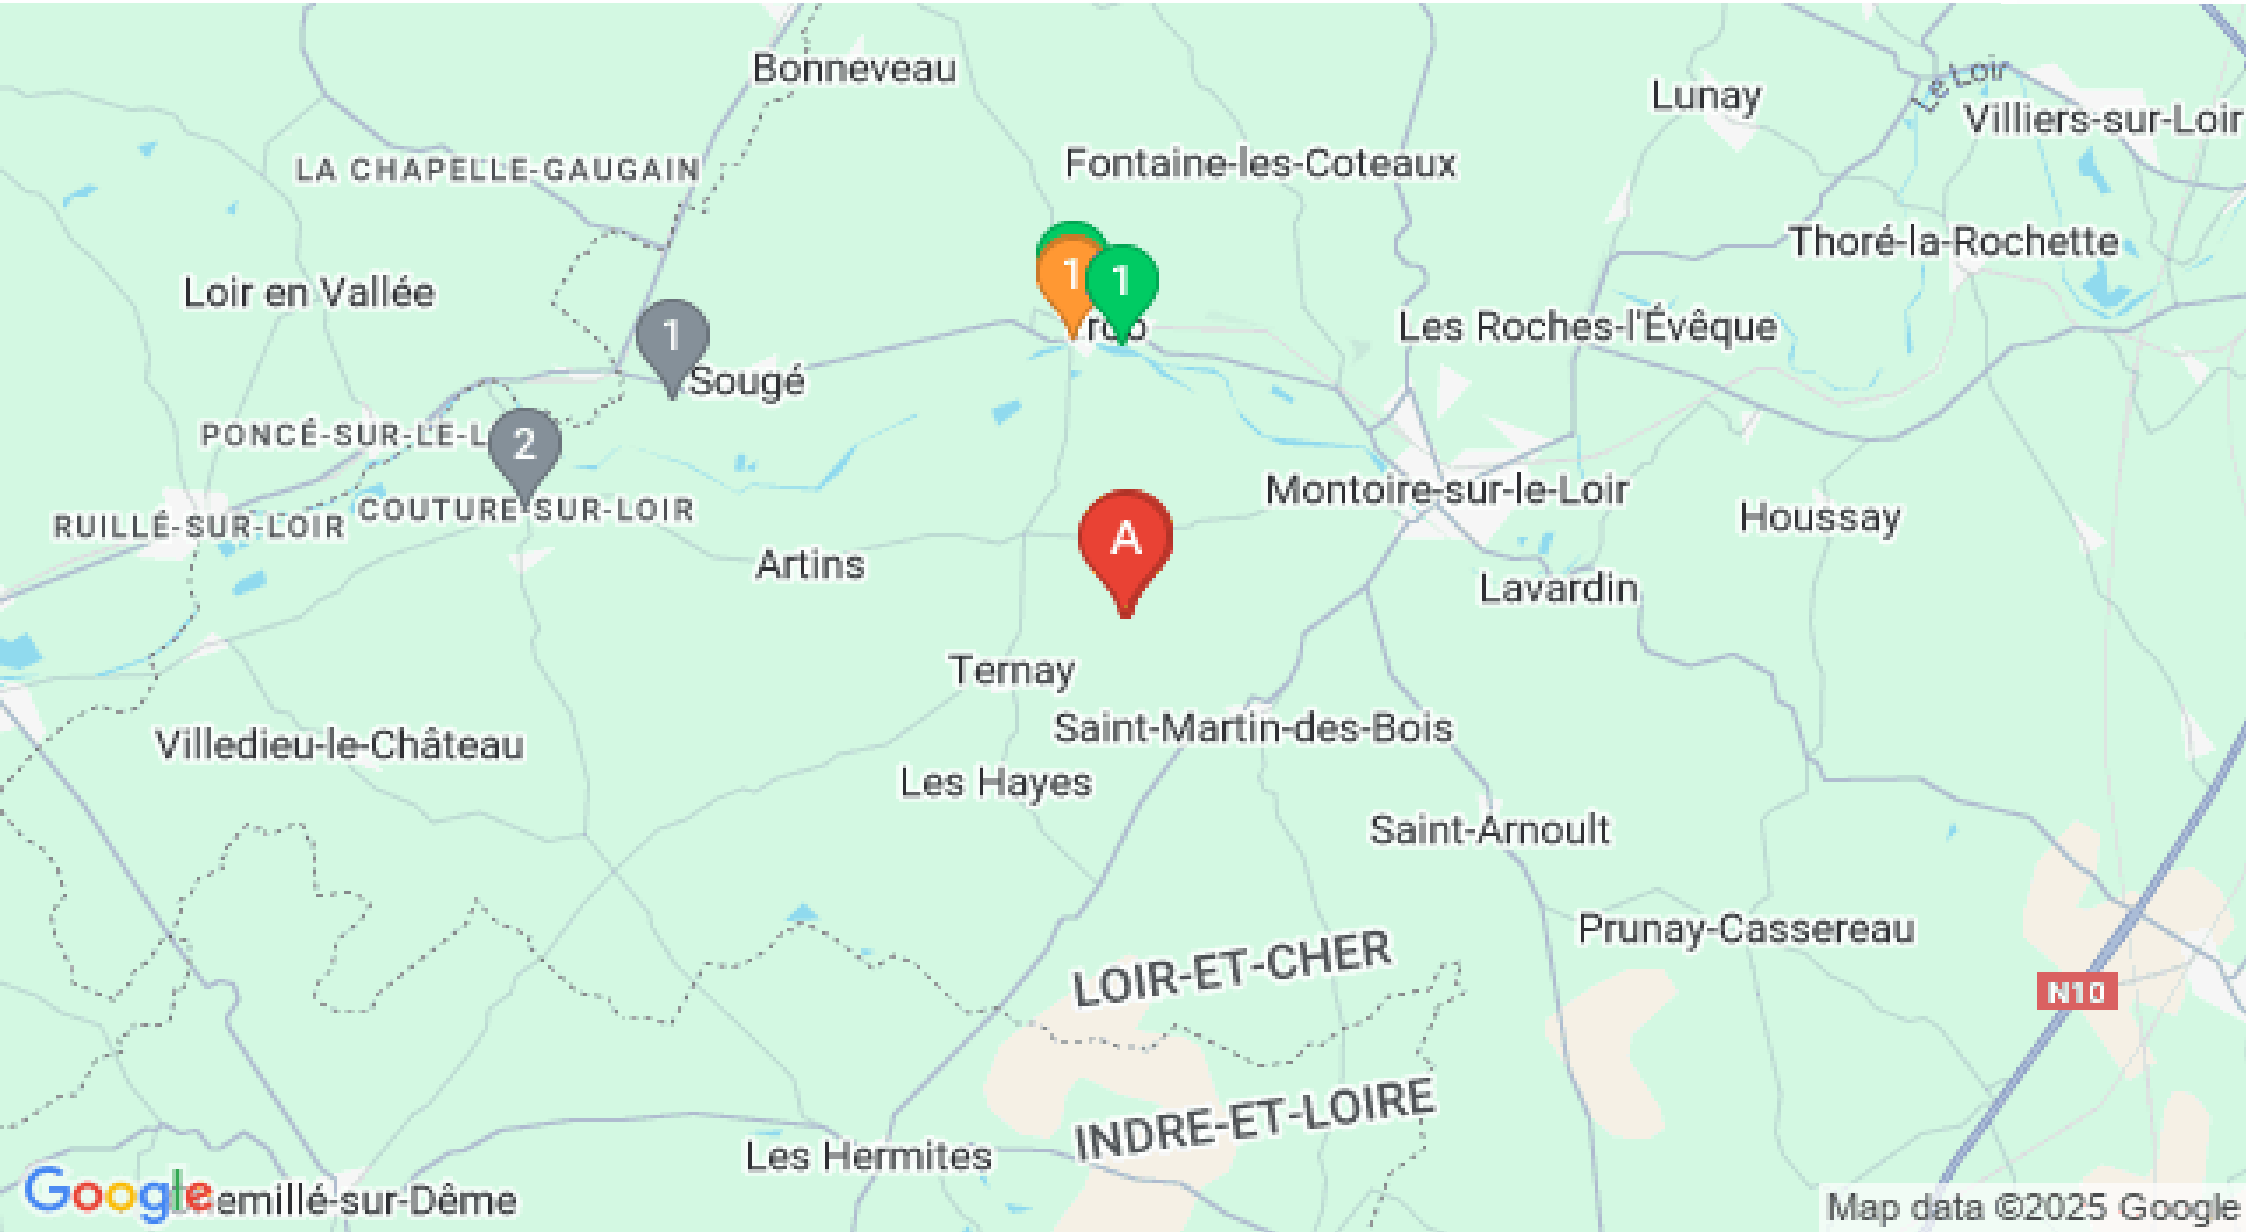 Bonneveau
Lunay
Le Loir
Villiers-sur-Loir
LA CHAPELLE-GAUGAIN
Fontaine-les-Coteaux
Thoré-la-Rochette
Loir en Vallée
1
1
1
Les Roches-l'Évêque
Sougé
PONCÉ-SUR-LE-L
2
Montoire-sur-le-Loir
COUTURE-SUR-LOIR
RUILLÉ-SUR-LOIR
Houssay
A
Artins
Lavardin
Ternay
Saint-Martin-des-Bois
Villedieu-le-Château
Les Hayes
Saint-Arnoult
Prunay-Cassereau
LOIR-ET-CHER
N10
INDRE-ET-LOIRE
Les Hermites
Google
emillé-sur-Dême
Map data ©2025 Google